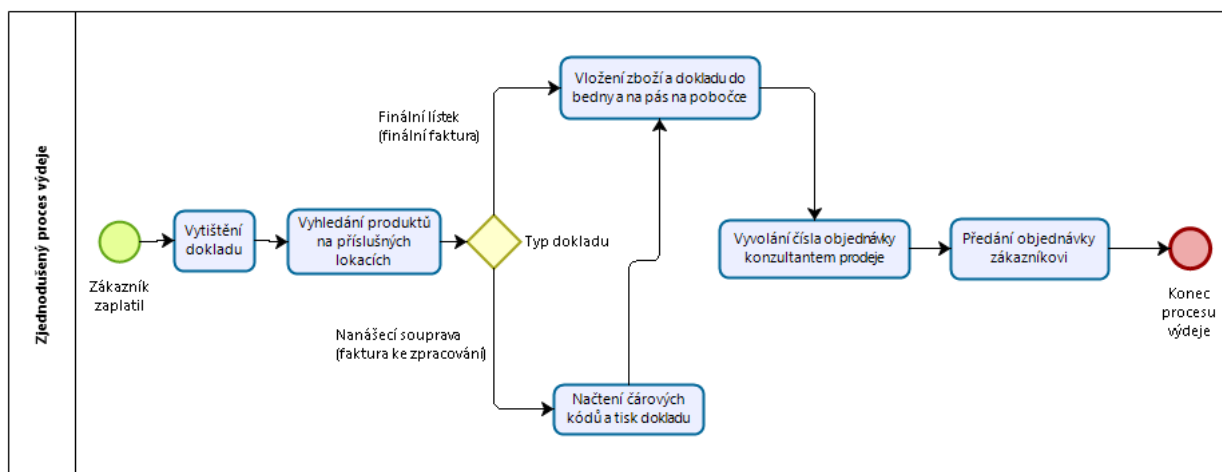 Zjednodušený proces výdeje
Zákazník
zaplatil
Vytištění
dokladu
Vyhledání produktů
na příslušných
lokacích
Typ dokladu
Finální lístek
(finální faktura)
Nanášecí souprava
(faktura ke zpracování)
Vložení zboží a dokladu do
bedny a na pás na pobočce
Načtení čárových
kódů a tisk dokladu
Vyvolání čísla objednávky
konzultantem prodeje
Předání objednávky
zákazníkovi
Konec
procesu
výdeje